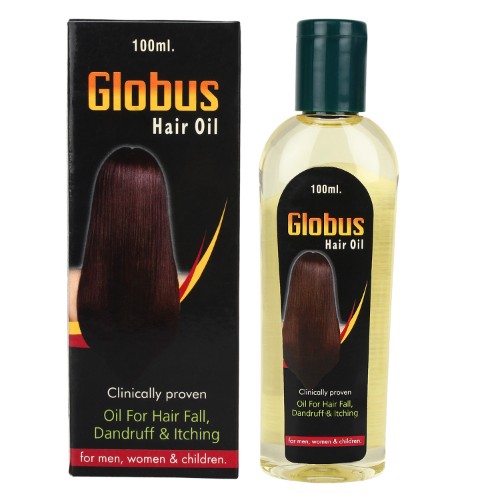 100ml.
Globus
Hair Oil
Clinically proven
Oil For Hair Fall,
Dandruff & Itching
for men, women & children.
100ml.
Globus
Hair Oil
Clinically proven
Oil For Hair Fall,
Dandruff & Itching
for men, women & children.